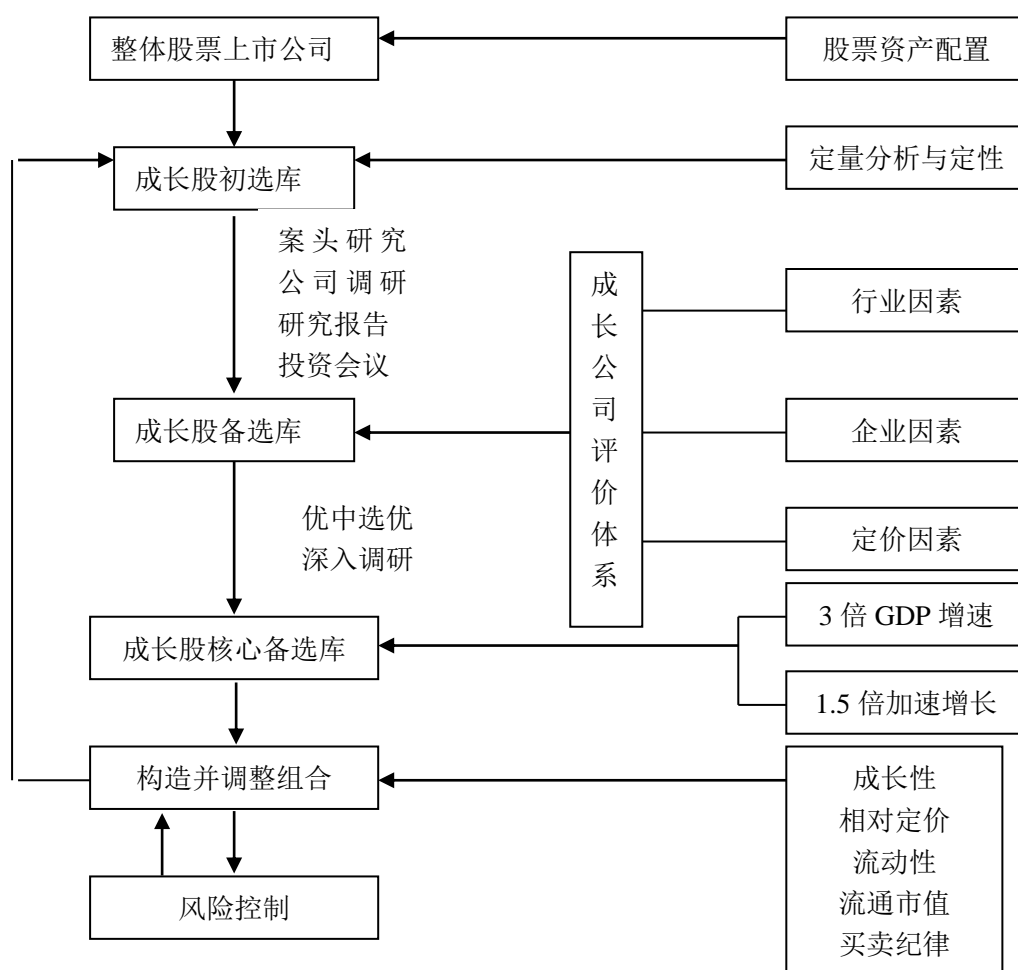 整体股票上市公司
股票资产配置
成长股初选库
定量分析与定性
案头研究
公司调研
研究报告
投资会议
成长公司评价体系
行业因素
成长股备选库
企业因素
优中选优
深入调研
定价因素
成长股核心备选库
3 倍 GDP 增速
1.5 倍加速增长
构造并调整组合
成长性
相对定价
流动性
流通市值
买卖纪律
风险控制